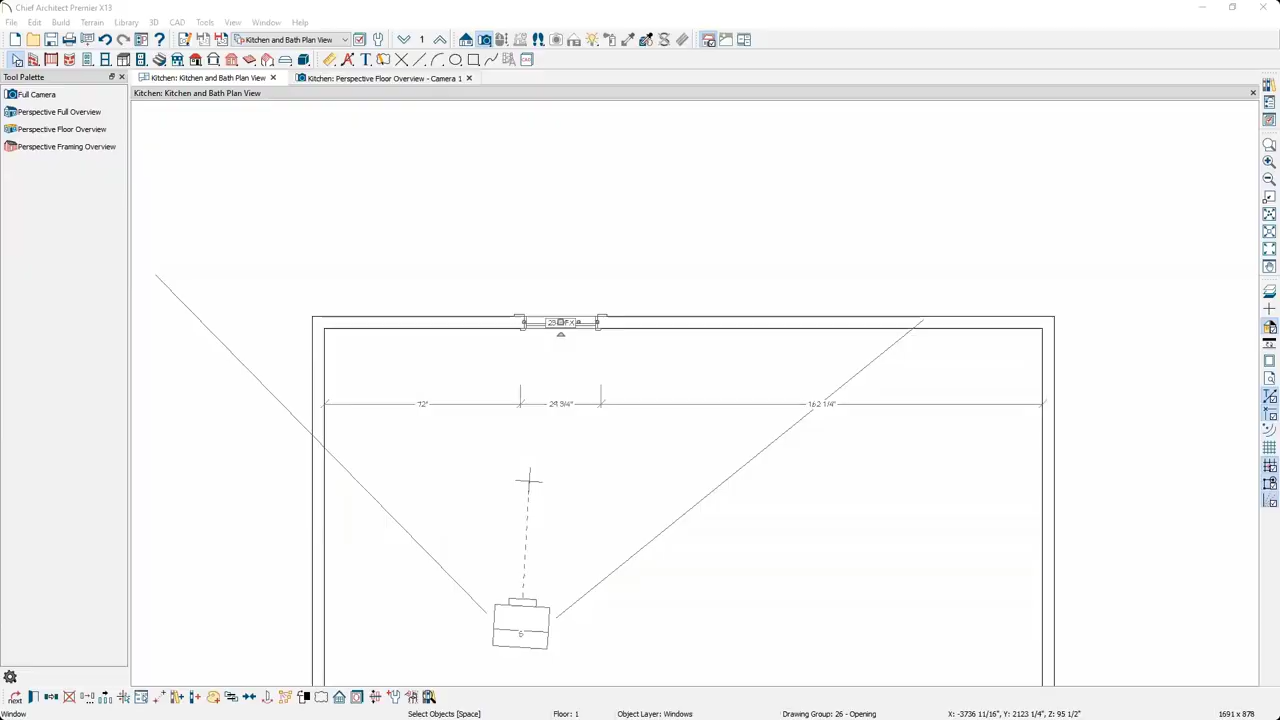 Chief Architect Premier X13
File Edit Build Terrain Library 3D CAD Tools View Window Help
Kitchen and Bath Plan View 1
Tool Palette
Kitchen: Kitchen and Bath Plan View Kitchen: Perspective Floor Overview - Camera 1
Kitchen: Kitchen and Bath Plan View
Full Camera
Perspective Full Overview
Perspective Floor Overview
Perspective Framing Overview
29 3/4"
162 1/4"
next
Window Select Objects [Space] Floor: 1 Object Layer: Windows Drawing Group: 26 - Opening X: -3736 11/16", Y: 2123 1/4", Z: 95 1/2" 1691 x 878